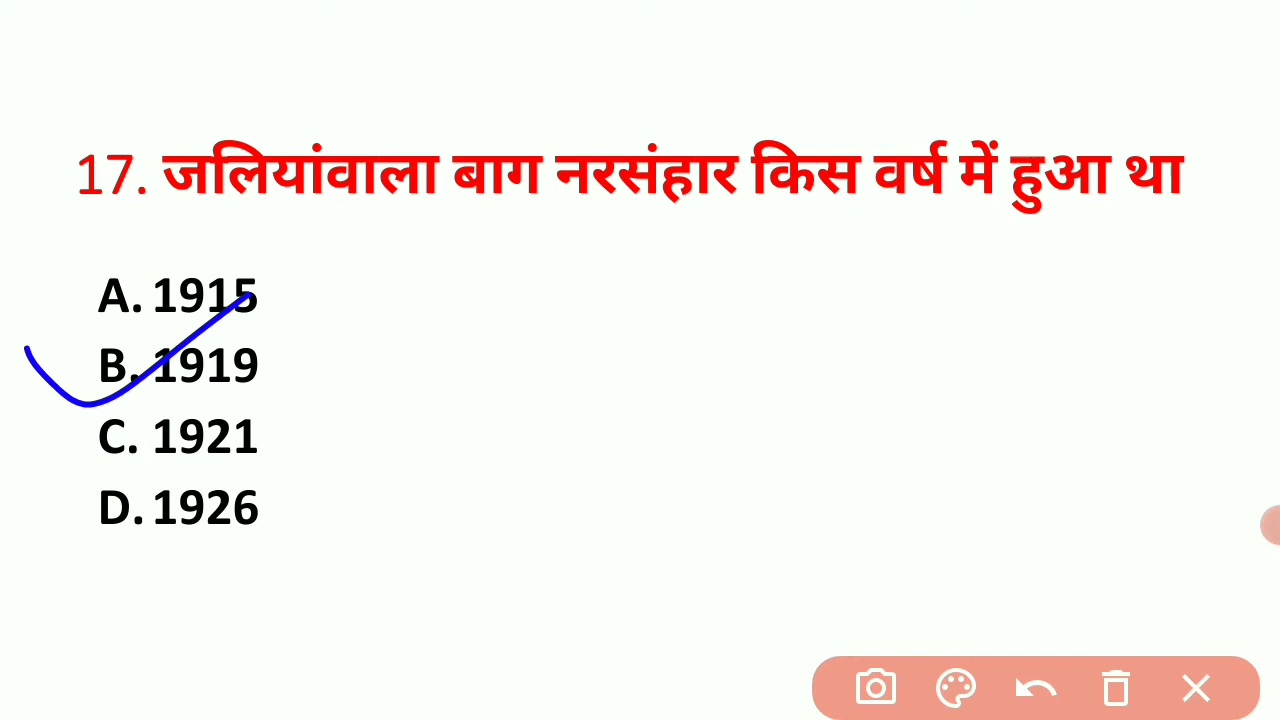 17. जलियांवाला बाग नरसंहार किस वर्ष में हुआ था
A. 1915
B. 1919
C. 1921
D. 1926